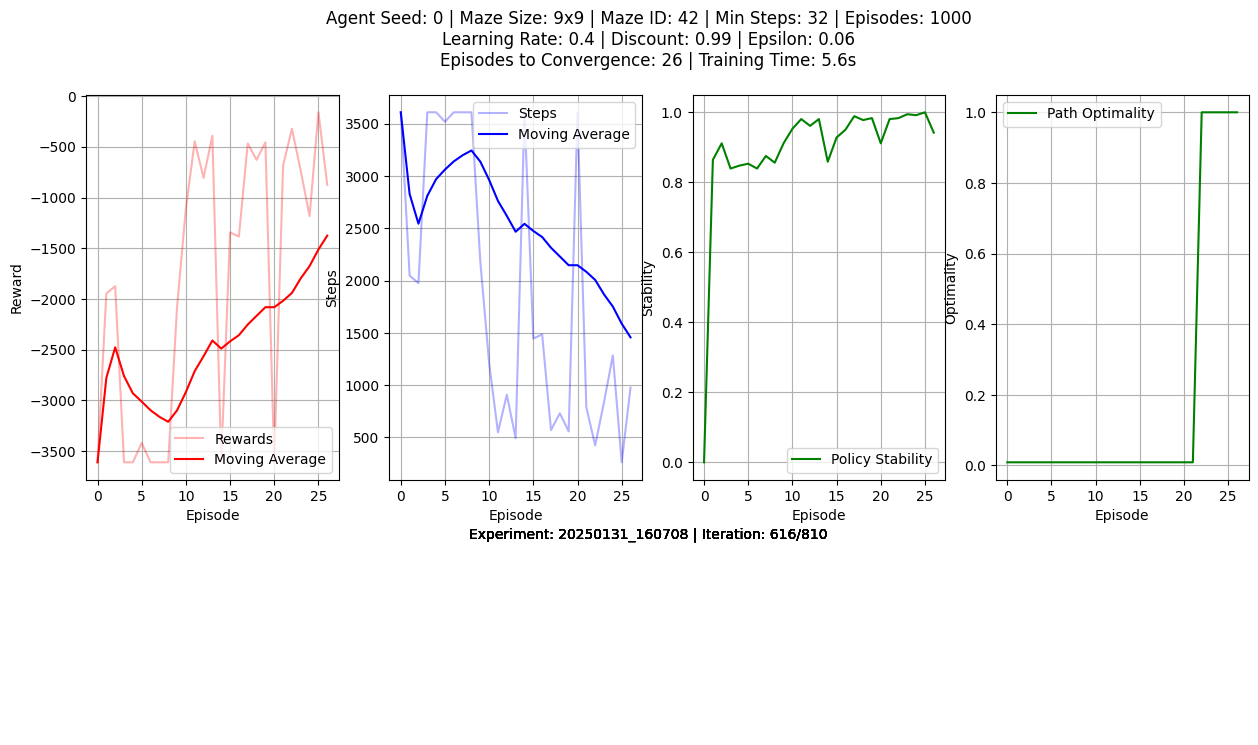 Agent Seed: 0 | Maze Size: 9x9 | Maze ID: 42 | Min Steps: 32 | Episodes: 1000
Learning Rate: 0.4 | Discount: 0.99 | Epsilon: 0.06
Episodes to Convergence: 26 | Training Time: 5.6s
Reward
0
−500
−1000
−1500
−2000
−2500
−3000
−3500
Rewards
Moving Average
0 5 10 15 20 25
Episode
Steps
3500
3000
2500
2000
1500
1000
500
Steps
Moving Average
0 5 10 15 20 25
Episode
Stability
1.0
0.8
0.6
0.4
0.2
0.0
Policy Stability
0 5 10 15 20 25
Episode
Optimality
1.0
0.8
0.6
0.4
0.2
0.0
Path Optimality
0 5 10 15 20 25
Episode
Experiment: 20250131_160708 | Iteration: 616/810